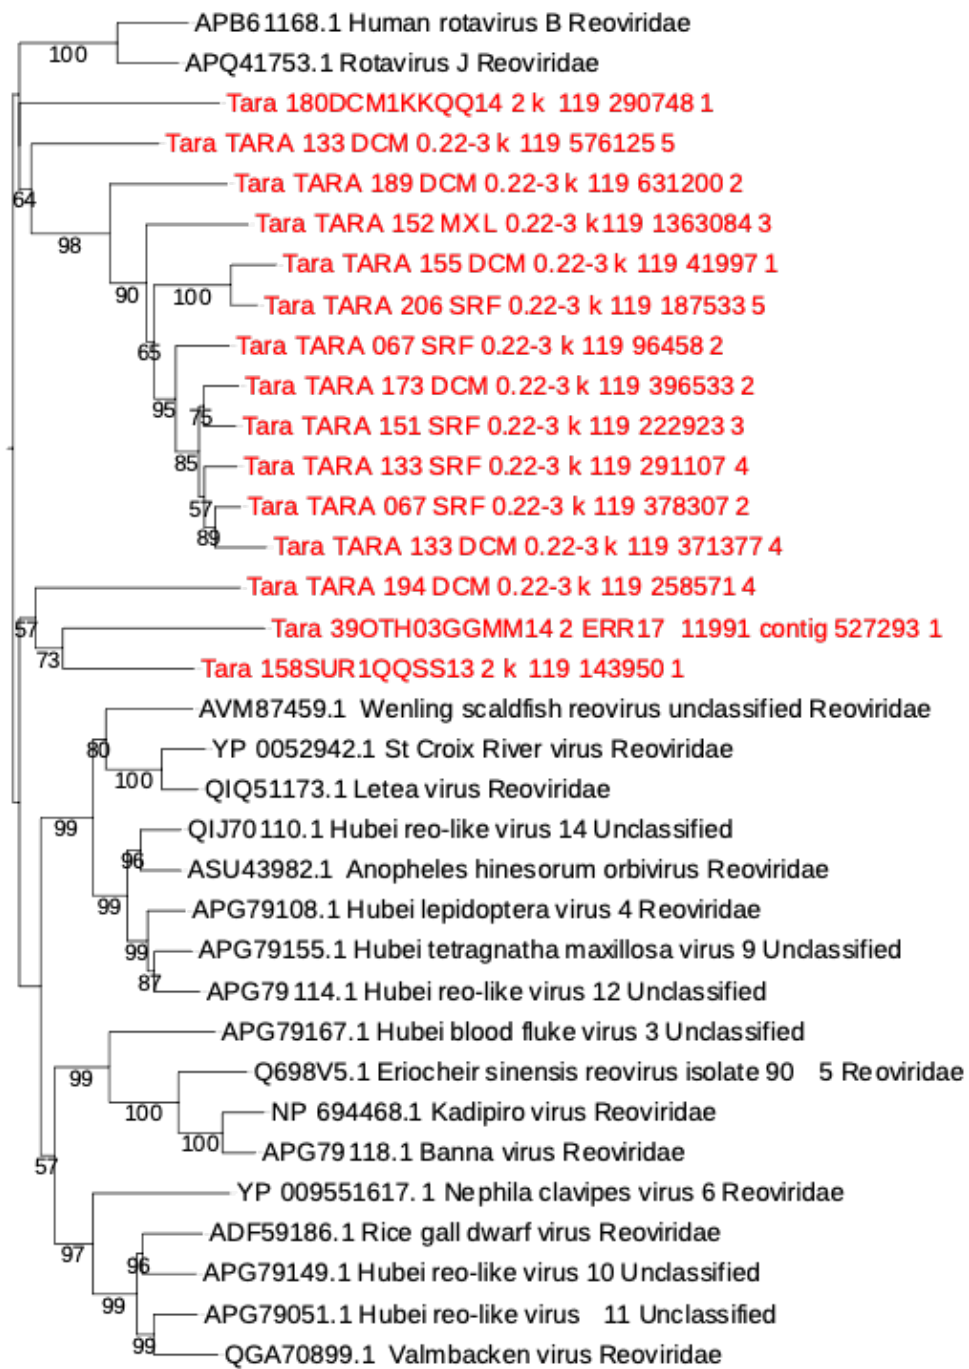 APB61168.1 Human rotavirus B Reoviridae
100
APQ41753.1 Rotavirus J Reoviridae
Tara 180DCM1KKQQ14 2 k 119 290748 1
Tara TARA 133 DCM 0.22-3 k 119 576125 5
Tara TARA 189 DCM 0.22-3 k 119 631200 2
64
Tara TARA 152 MXL 0.22-3 k119 1363084 3
98
Tara TARA 155 DCM 0.22-3 k 119 41997 1
90
100
Tara TARA 206 SRF 0.22-3 k 119 187533 5
Tara TARA 067 SRF 0.22-3 k 119 96458 2
65
Tara TARA 173 DCM 0.22-3 k 119 396533 2
95
75
Tara TARA 151 SRF 0.22-3 k 119 222923 3
85
Tara TARA 133 SRF 0.22-3 k 119 291107 4
57
Tara TARA 067 SRF 0.22-3 k 119 378307 2
89
Tara TARA 133 DCM 0.22-3 k 119 371377 4
Tara TARA 194 DCM 0.22-3 k 119 258571 4
57
Tara 39OTH03GGMM14 2 ERR17 11991 contig 527293 1
73
Tara 158SUR1QQSS13 2 k 119 143950 1
AVM87459.1 Wenling scaldfish reovirus unclassified Reoviridae
80
YP 0052942.1 St Croix River virus Reoviridae
100
QIQ51173.1 Letea virus Reoviridae
99
QIJ70110.1 Hubei reo-like virus 14 Unclassified
96
ASU43982.1 Anopheles hinesorum orbivirus Reoviridae
99
APG79108.1 Hubei lepidoptera virus 4 Reoviridae
99
APG79155.1 Hubei tetragnatha maxillosa virus 9 Unclassified
87
APG79114.1 Hubei reo-like virus 12 Unclassified
APG79167.1 Hubei blood fluke virus 3 Unclassified
99
Q698V5.1 Eriocheir sinensis reovirus isolate 90 5 Reoviridae
100
NP 694468.1 Kadipiro virus Reoviridae
100
APG79118.1 Banna virus Reoviridae
57
YP 009551617.1 Nephila clavipes virus 6 Reoviridae
ADF59186.1 Rice gall dwarf virus Reoviridae
97
96
APG79149.1 Hubei reo-like virus 10 Unclassified
99
APG79051.1 Hubei reo-like virus 11 Unclassified
99
QGA70899.1 Valmbacken virus Reoviridae